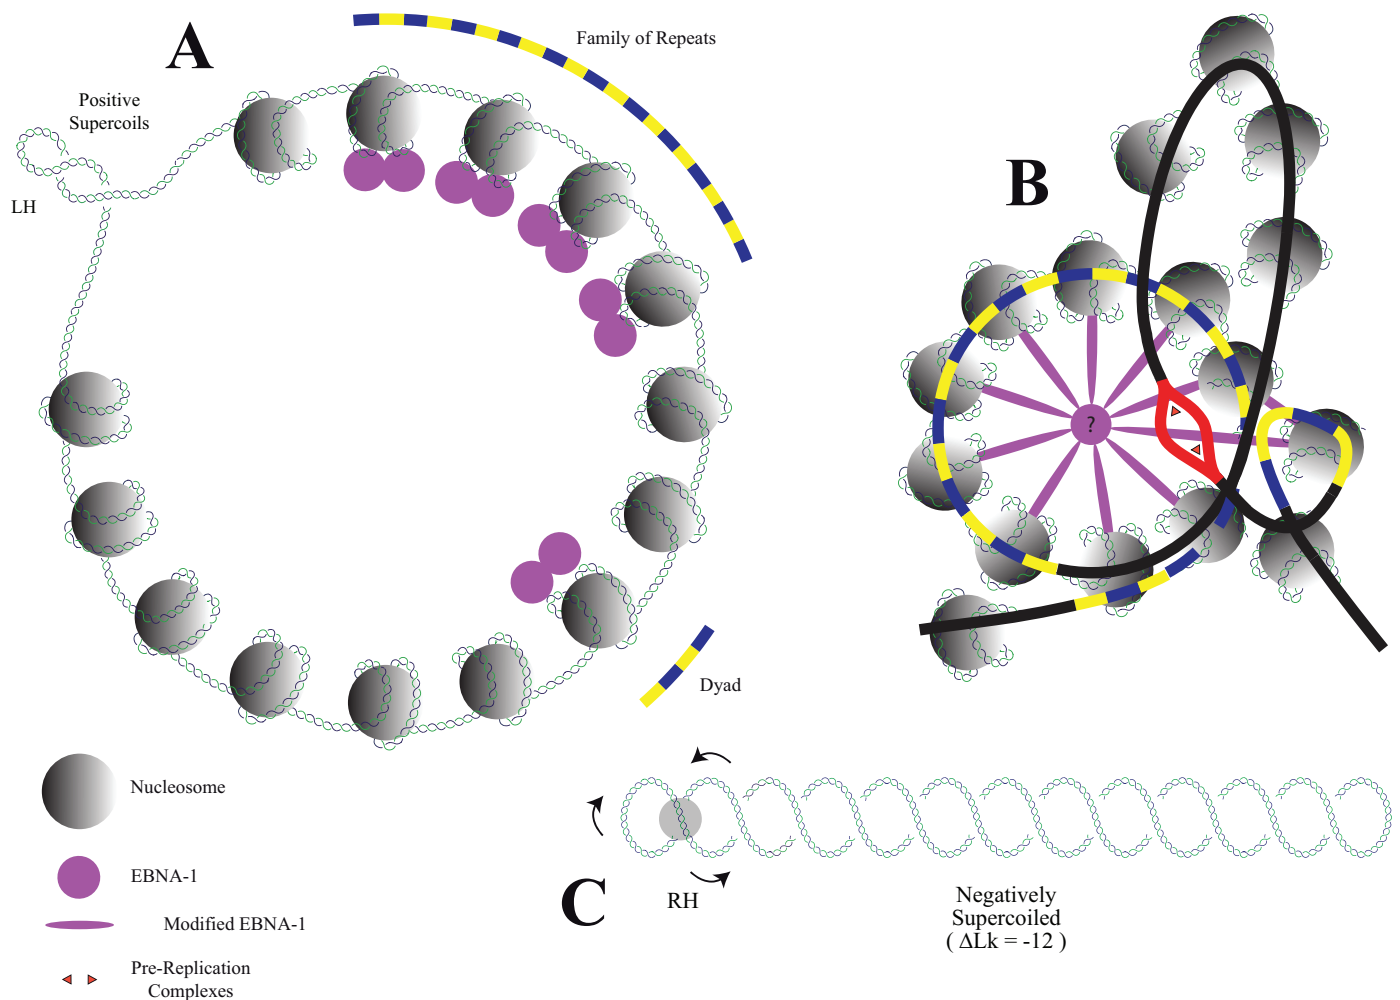 A
Family of Repeats
Positive
Supercoils
LH
B
?
Dyad
Nucleosome
EBNA-1
Modified EBNA-1
Pre-Replication
Complexes
C
RH
Negatively
Supercoiled
( ΔLk = -12 )